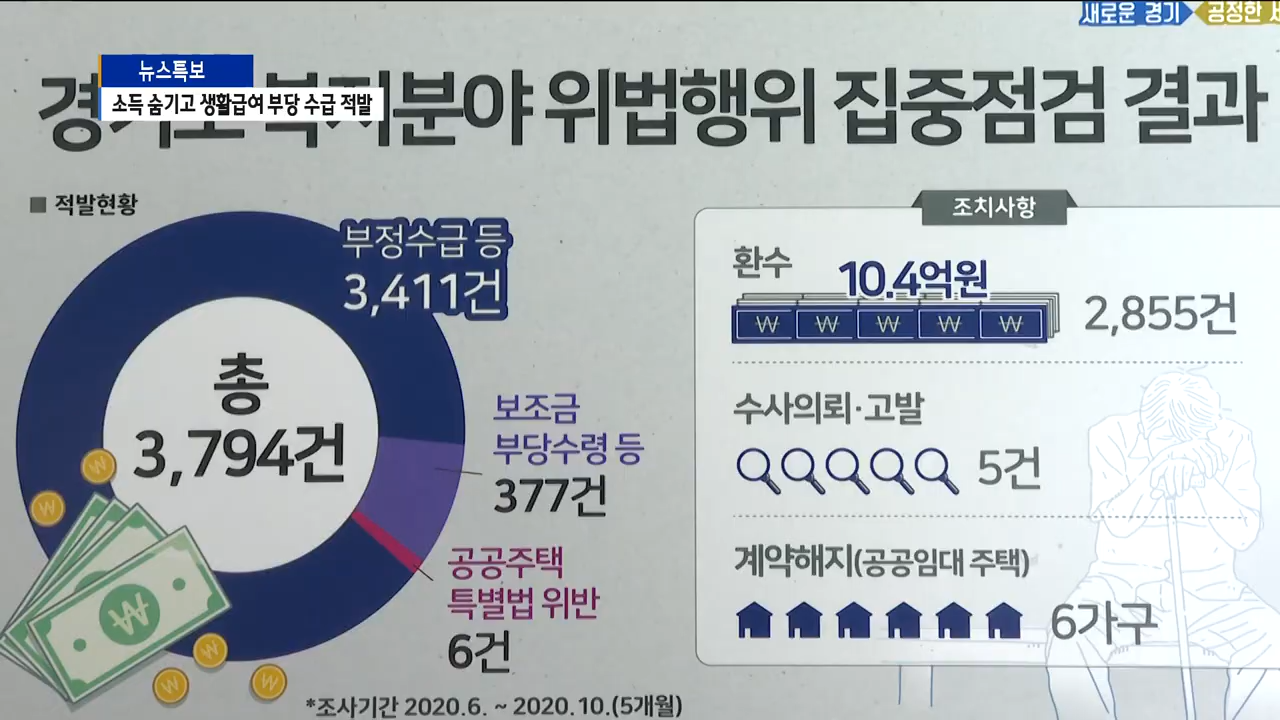 새로운 경기 공정한
뉴스특보
소득 숨기고 생활급여 부당 수급 적발
경기도 복지분야 위법행위 집중점검 결과
■ 적발현황
부정수급 등
3,411건
총
3,794건
보조금
부당수령 등
377건
공공주택
특별법 위반
6건
*조사기간 2020.6. ~ 2020.10.(5개월)
조치사항
환수
10.4억원
2,855건
수사의뢰·고발
5건
계약해지(공공임대 주택)
6가구